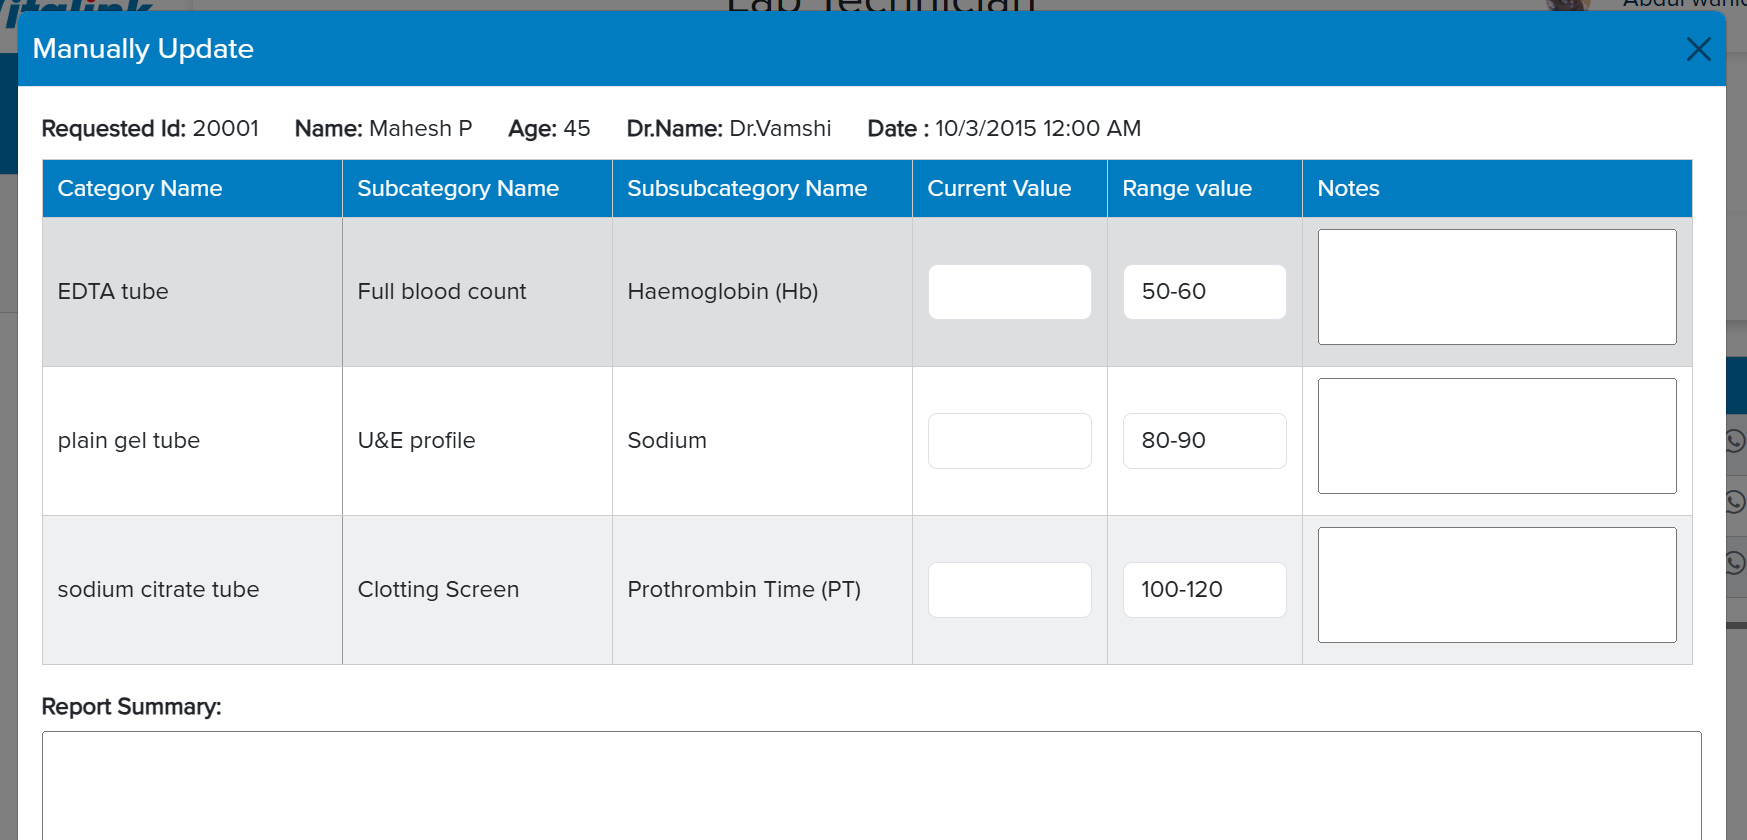 Vitalink
Lab Technician
Manually Update
Requested Id: 20001 Name: Mahesh P Age: 45 Dr.Name: Dr.Vamshi Date : 10/3/2015 12:00 AM
Category Name Subcategory Name Subsubcategory Name Current Value Range value Notes
EDTA tube Full blood count Haemoglobin (Hb) 50-60
plain gel tube U&E profile Sodium 80-90
sodium citrate tube Clotting Screen Prothrombin Time (PT) 100-120
Report Summary: